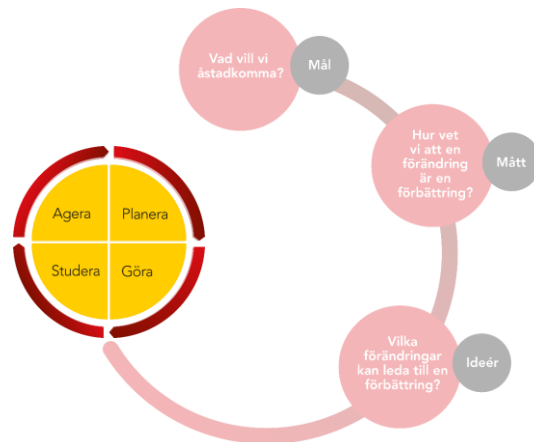 Vad vill vi
åstadkomma?
Mål
Hur vet
vi att en
förändring
är en
förbättring?
Mått
Vilka
förändringar
kan leda till en
förbättring?
Ideér
Agera
Planera
Studera
Göra